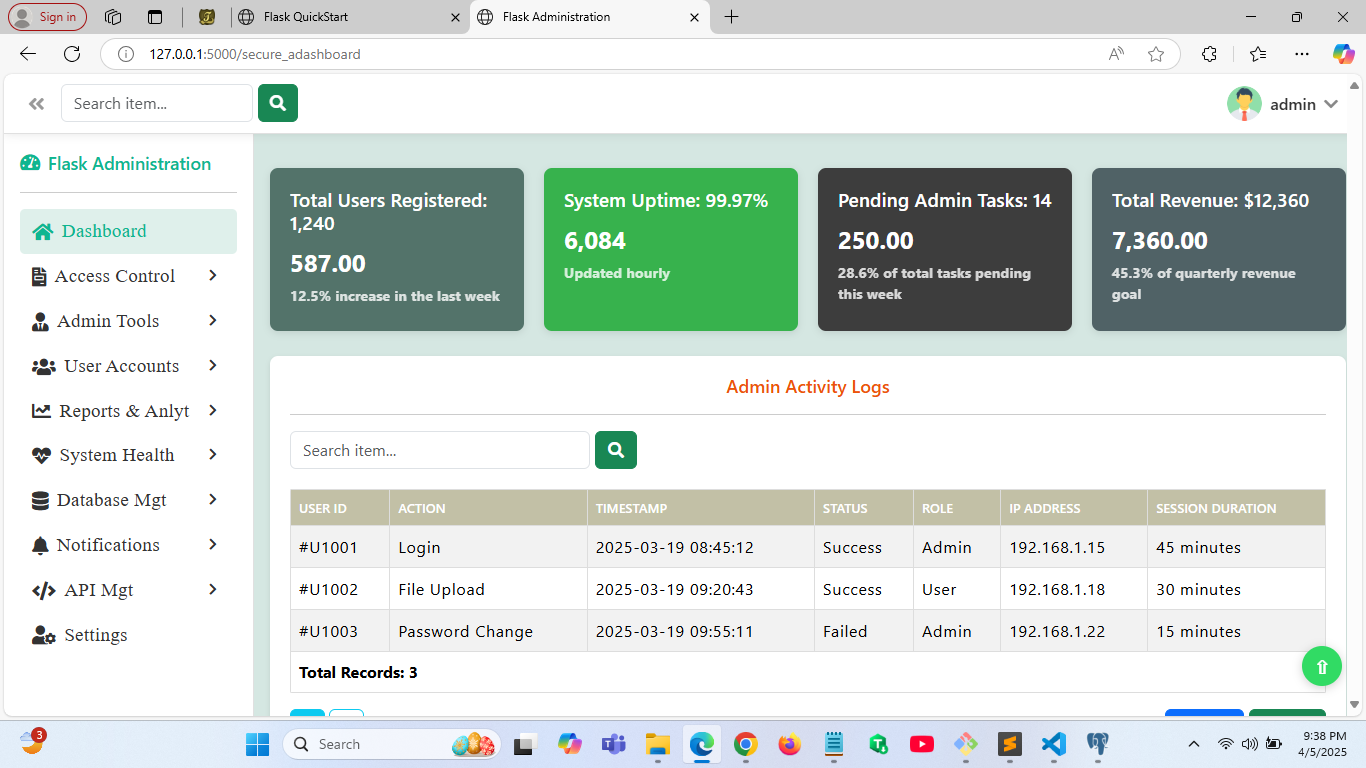 Sign in
Flask QuickStart
Flask Administration
127.0.0.1:5000/secure_adashboard
Search item...
admin
Flask Administration
Dashboard
Access Control
Admin Tools
User Accounts
Reports & Anlyt
System Health
Database Mgt
Notifications
API Mgt
Settings
Total Users Registered:
1,240
587.00
12.5% increase in the last week
System Uptime: 99.97%
6,084
Updated hourly
Pending Admin Tasks: 14
250.00
28.6% of total tasks pending
this week
Total Revenue: $12,360
7,360.00
45.3% of quarterly revenue
goal
Admin Activity Logs
Search item...
USER ID ACTION TIMESTAMP STATUS ROLE IP ADDRESS SESSION DURATION
#U1001 Login 2025-03-19 08:45:12 Success Admin 192.168.1.15 45 minutes
#U1002 File Upload 2025-03-19 09:20:43 Success User 192.168.1.18 30 minutes
#U1003 Password Change 2025-03-19 09:55:11 Failed Admin 192.168.1.22 15 minutes
Total Records: 3
3
Search
9:38 PM
4/5/2025